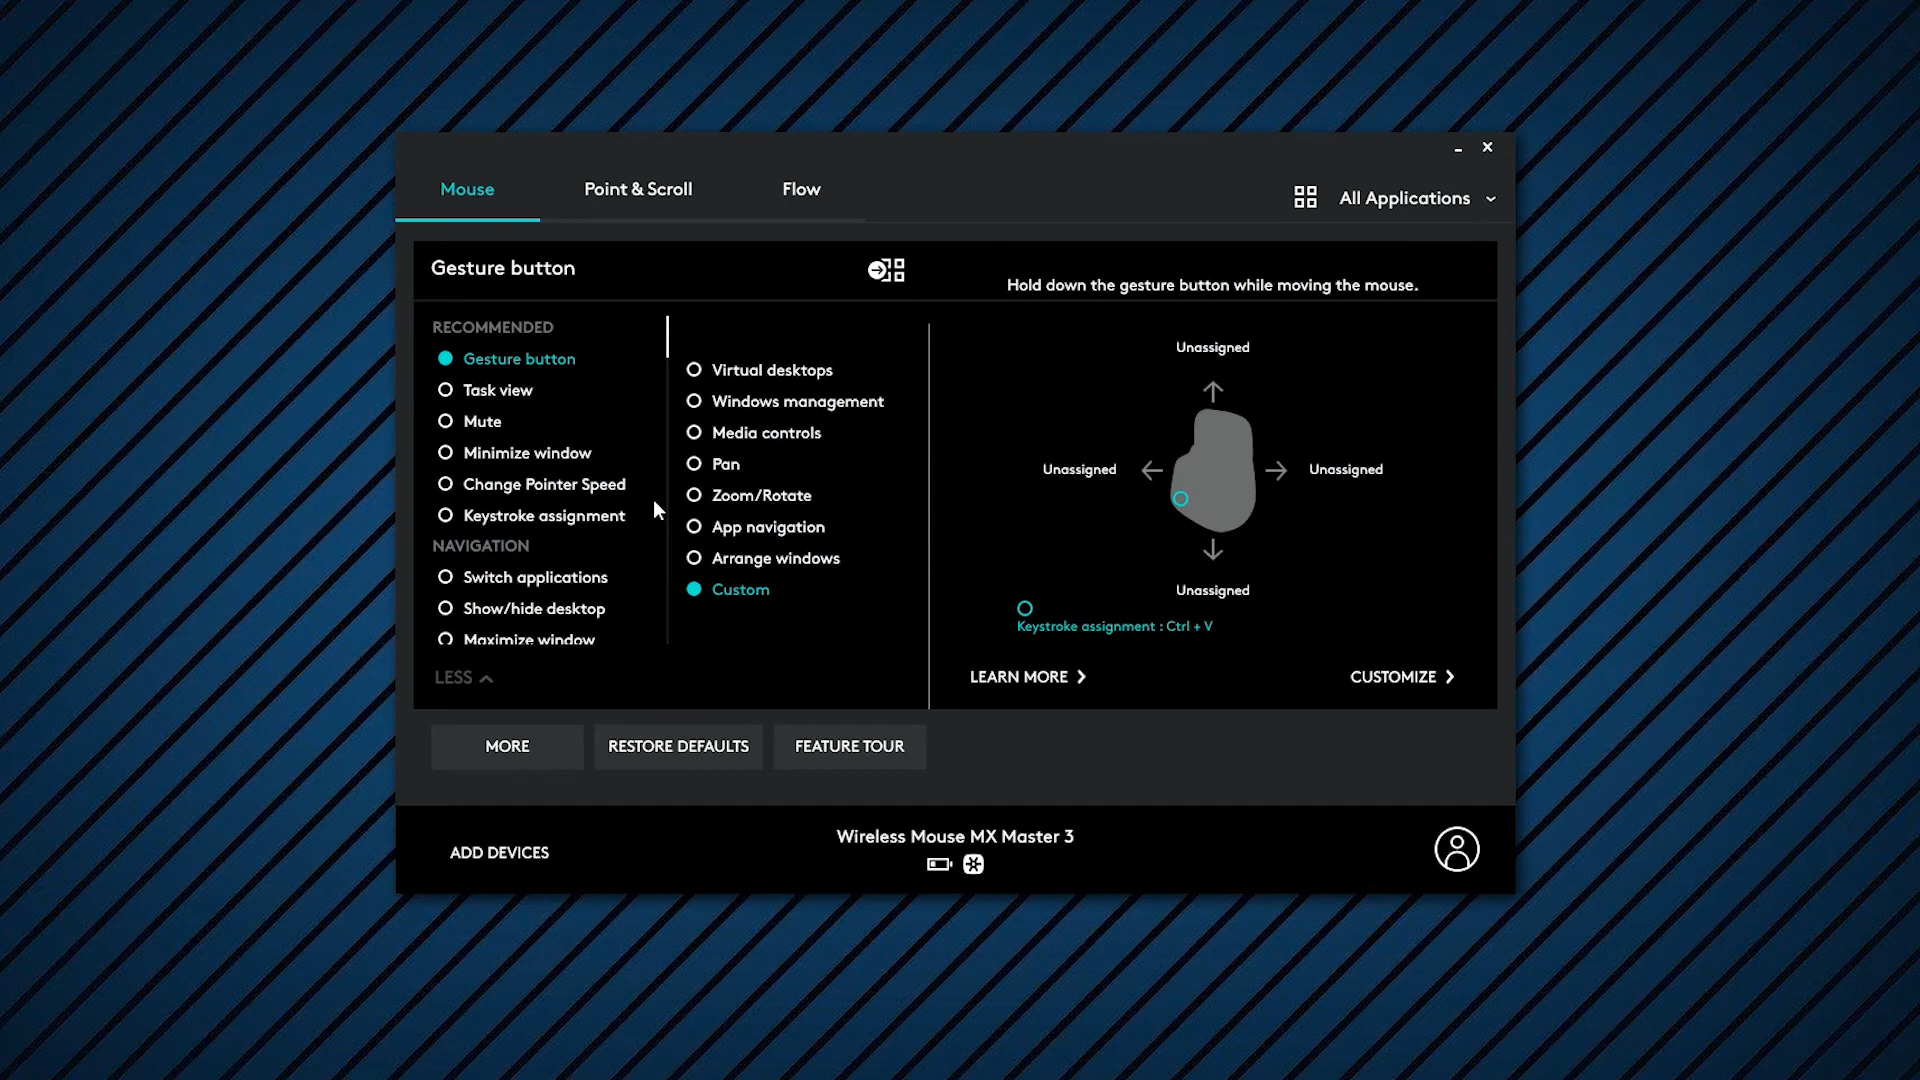 Mouse
Point & Scroll
Flow
All Applications
Gesture button
Hold down the gesture button while moving the mouse.
RECOMMENDED
Gesture button
Task view
Mute
Minimize window
Change Pointer Speed
Keystroke assignment
NAVIGATION
Switch applications
Show/hide desktop
Maximize window
LESS
Virtual desktops
Windows management
Media controls
Pan
Zoom/Rotate
App navigation
Arrange windows
Custom
Unassigned
Unassigned
Unassigned
Unassigned
Keystroke assignment : Ctrl + V
LEARN MORE
CUSTOMIZE
MORE
RESTORE DEFAULTS
FEATURE TOUR
ADD DEVICES
Wireless Mouse MX Master 3